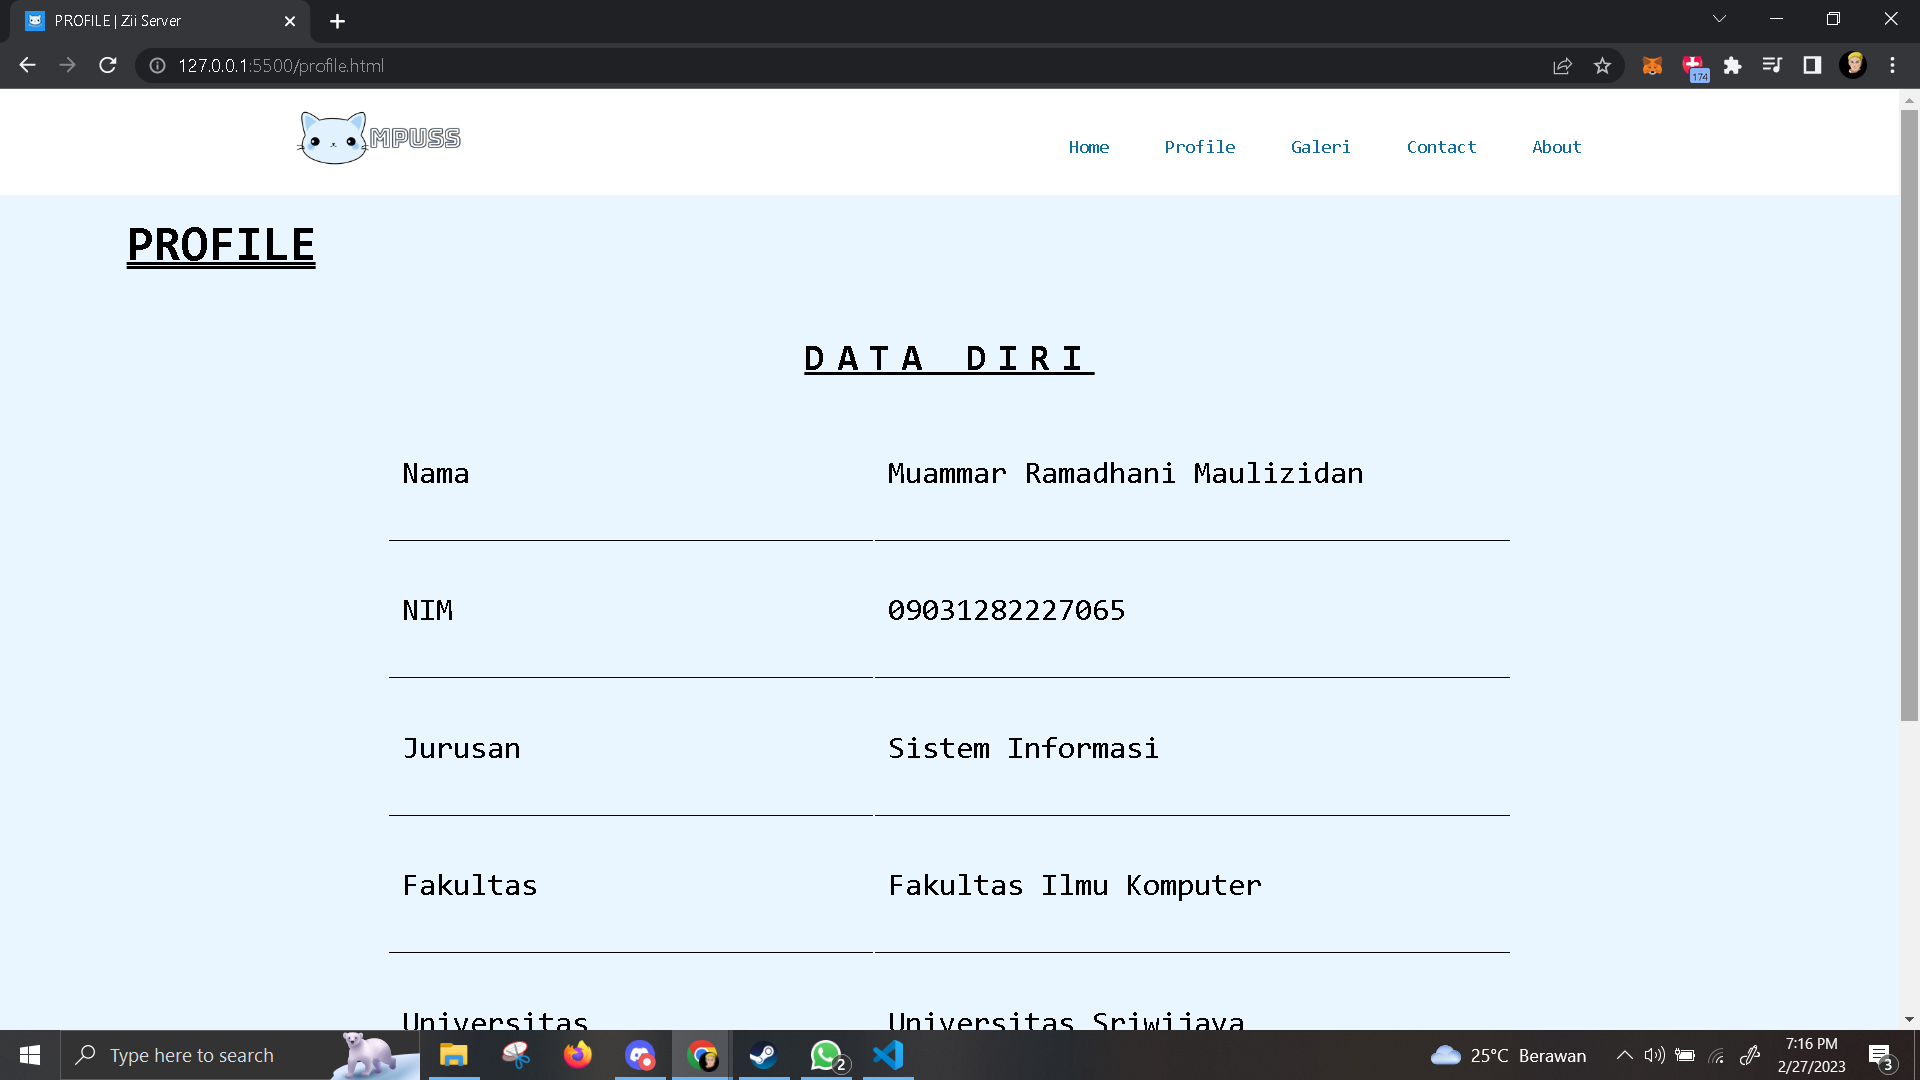 PROFILE | Zii Server
127.0.0.1:5500/profile.html
174
MPUSS
Home Profile Galeri Contact About
PROFILE
DATA DIRI
Nama Muammar Ramadhani Maulizidan
NIM 09031282227065
Jurusan Sistem Informasi
Fakultas Fakultas Ilmu Komputer
Universitas Universitas Sriwijaya
Type here to search
2
25°C Berawan
7:16 PM
2/27/2023
3